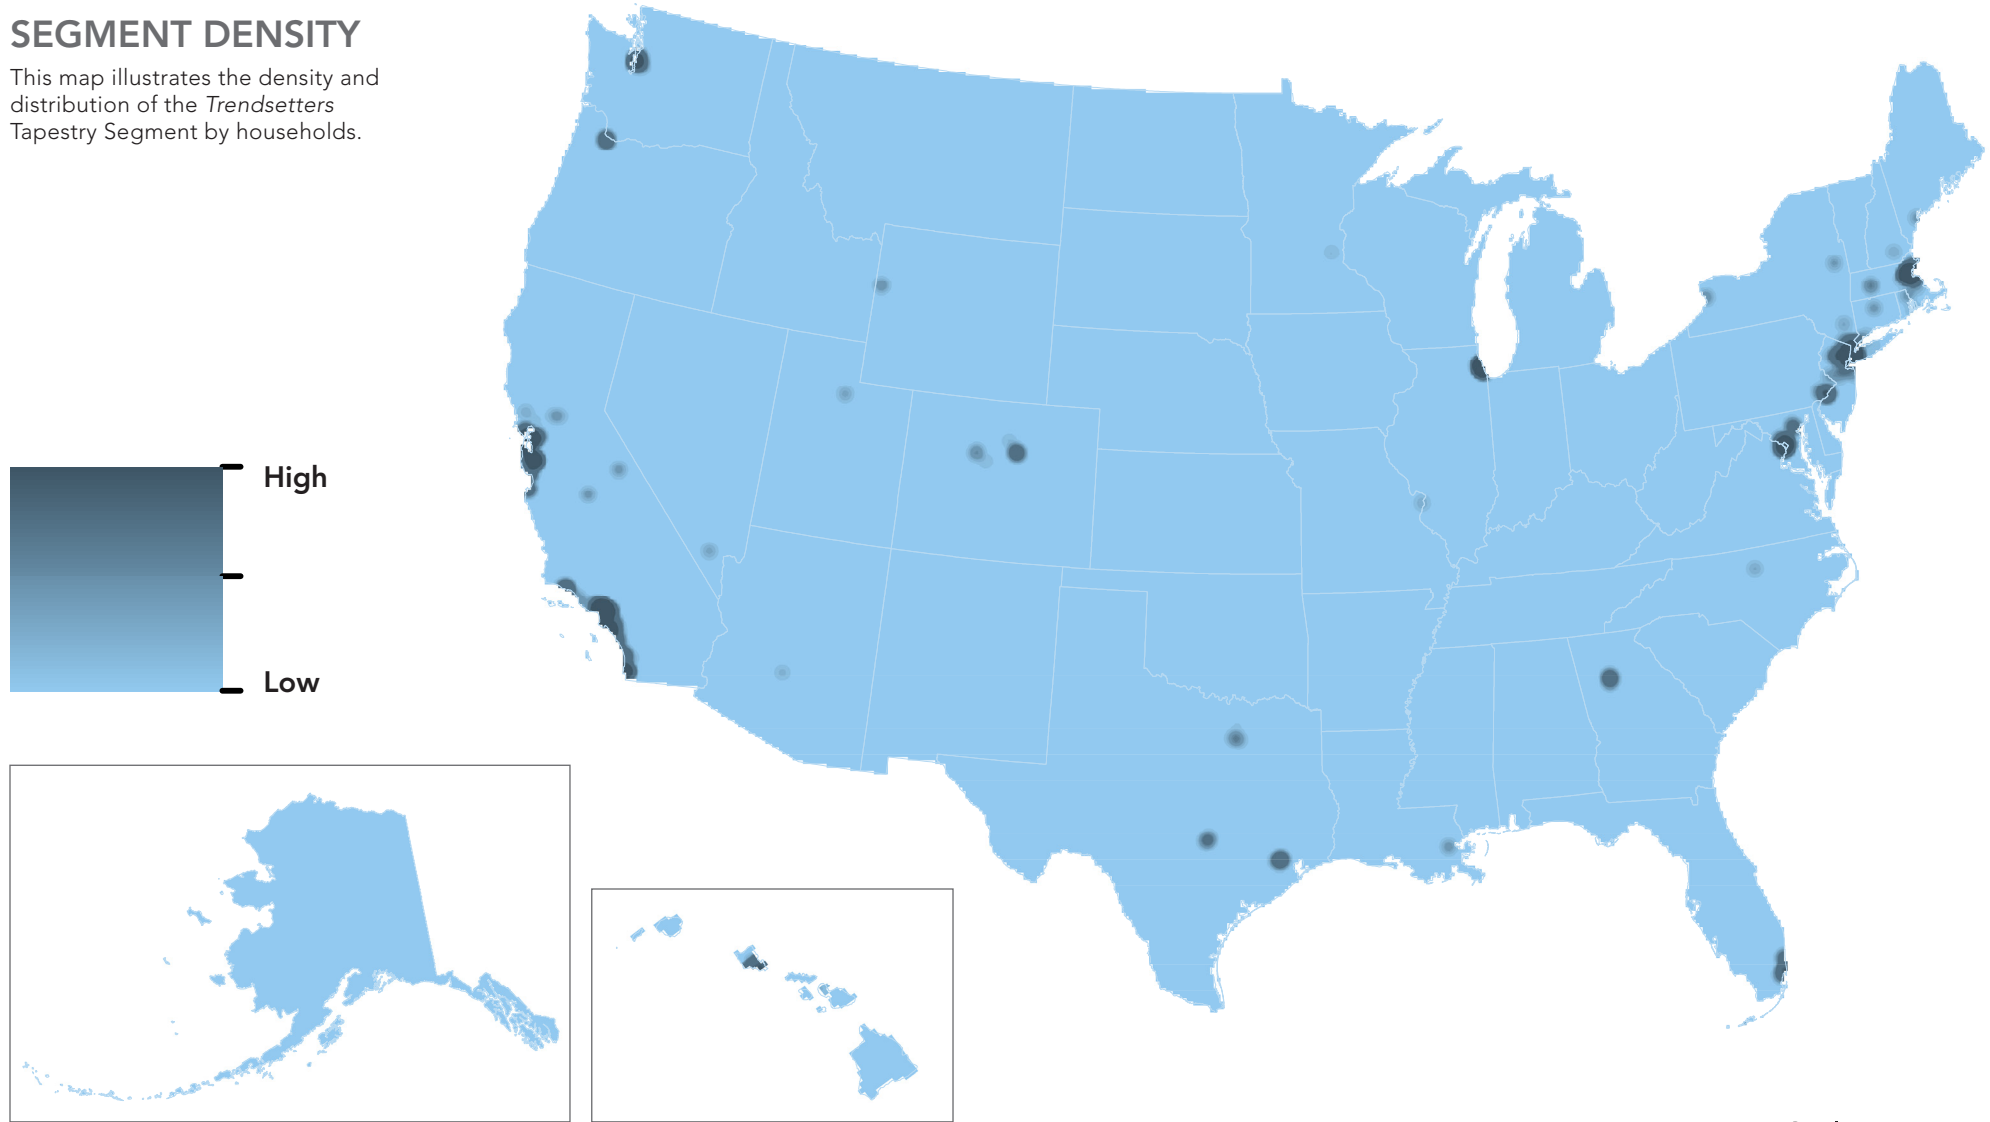 SEGMENT DENSITY
This map illustrates the density and
distribution of the Trendsetters
Tapestry Segment by households.
High
Low